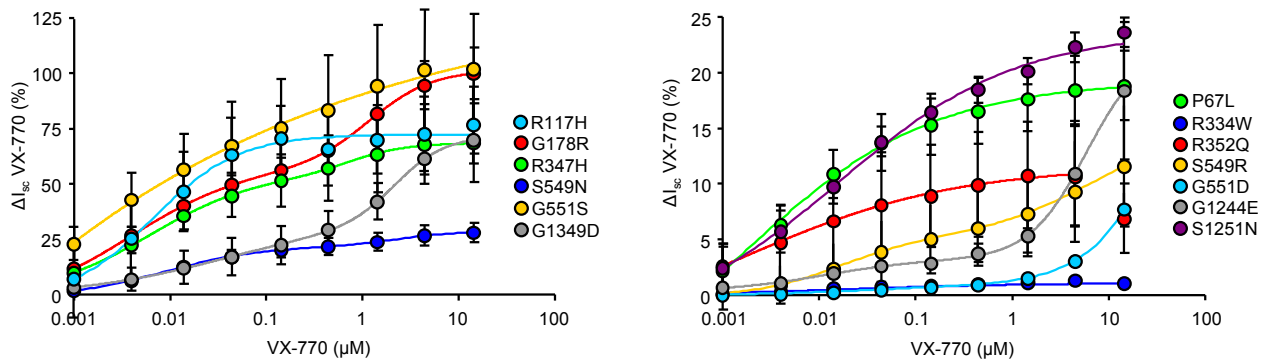 125
100
75
50
25
0
ΔIsc VX-770 (%)
0.001 0.01 0.1 1 10 100
VX-770 (μM)
R117H
G178R
R347H
S549N
G551S
G1349D
25
20
15
10
5
0
ΔIsc VX-770 (%)
0.001 0.01 0.1 1 10 100
VX-770 (μM)
P67L
R334W
R352Q
S549R
G551D
G1244E
S1251N